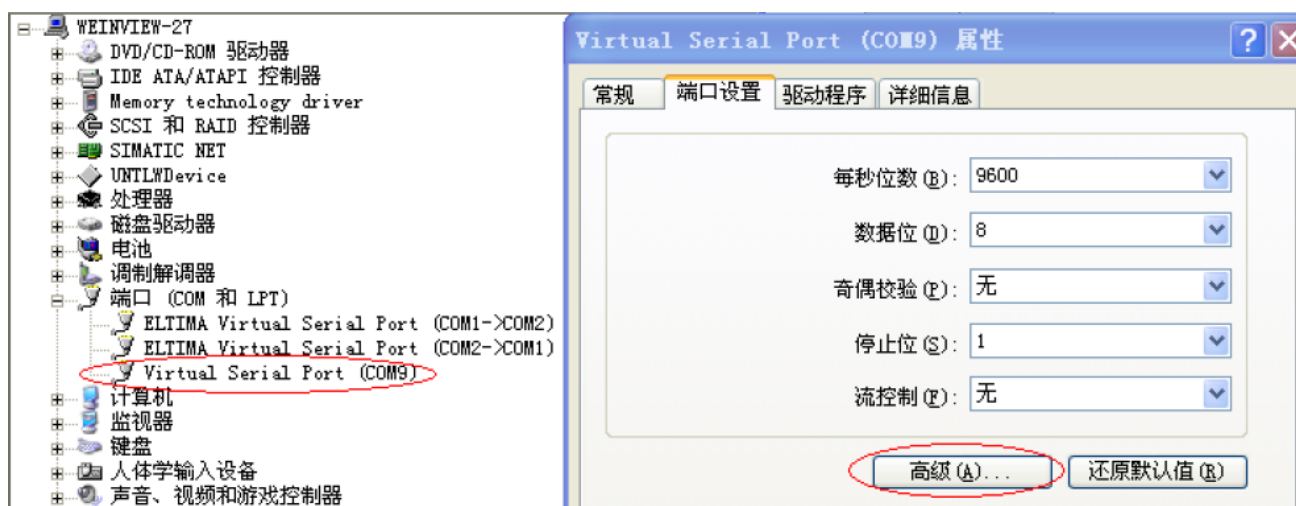 WEINVIEW-27
DVD/CD-ROM 驱动器
IDE ATA/ATAPI 控制器
Memory technology driver
SCSI 和 RAID 控制器
SIMATIC NET
UNTLWDevice
处理器
磁盘驱动器
电池
调制解调器
端口 (COM 和 LPT)
ELTIMA Virtual Serial Port (COM1->COM2)
ELTIMA Virtual Serial Port (COM2->COM1)
Virtual Serial Port (COM9)
计算机
监视器
键盘
人体学输入设备
声音、视频和游戏控制器
Virtual Serial Port (COM9) 属性
常规 端口设置 驱动程序 详细信息
每秒位数(B): 9600
数据位(D): 8
奇偶校验(P): 无
停止位(S): 1
流控制(F): 无
高级(A)... 还原默认值(R)